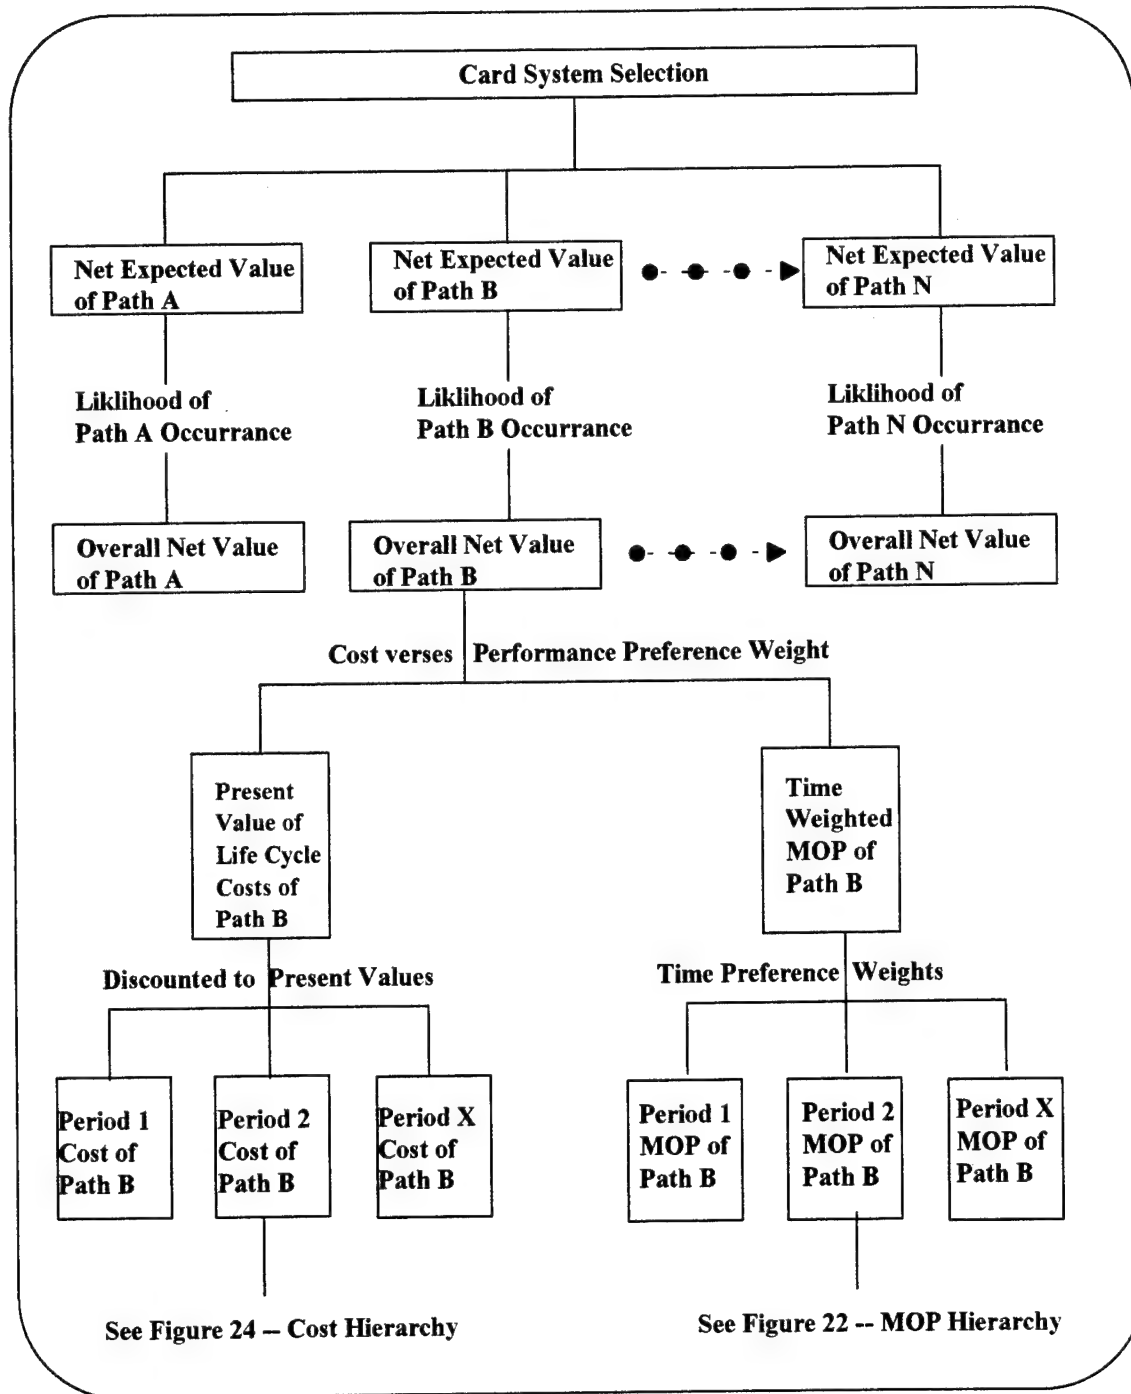 Card System Selection
Net Expected Value
of Path A
Net Expected Value
of Path B
Net Expected Value
of Path N
Liklihood of
Path A Occurrance
Liklihood of
Path B Occurrance
Liklihood of
Path N Occurrance
Overall Net Value
of Path A
Overall Net Value
of Path B
Overall Net Value
of Path N
Cost verses Performance Preference Weight
Present
Value of
Life Cycle
Costs of
Path B
Time
Weighted
MOP of
Path B
Discounted to Present Values
Time Preference Weights
Period 1
Cost of
Path B
Period 2
Cost of
Path B
Period X
Cost of
Path B
Period 1
MOP of
Path B
Period 2
MOP of
Path B
Period X
MOP of
Path B
See Figure 24 -- Cost Hierarchy
See Figure 22 -- MOP Hierarchy